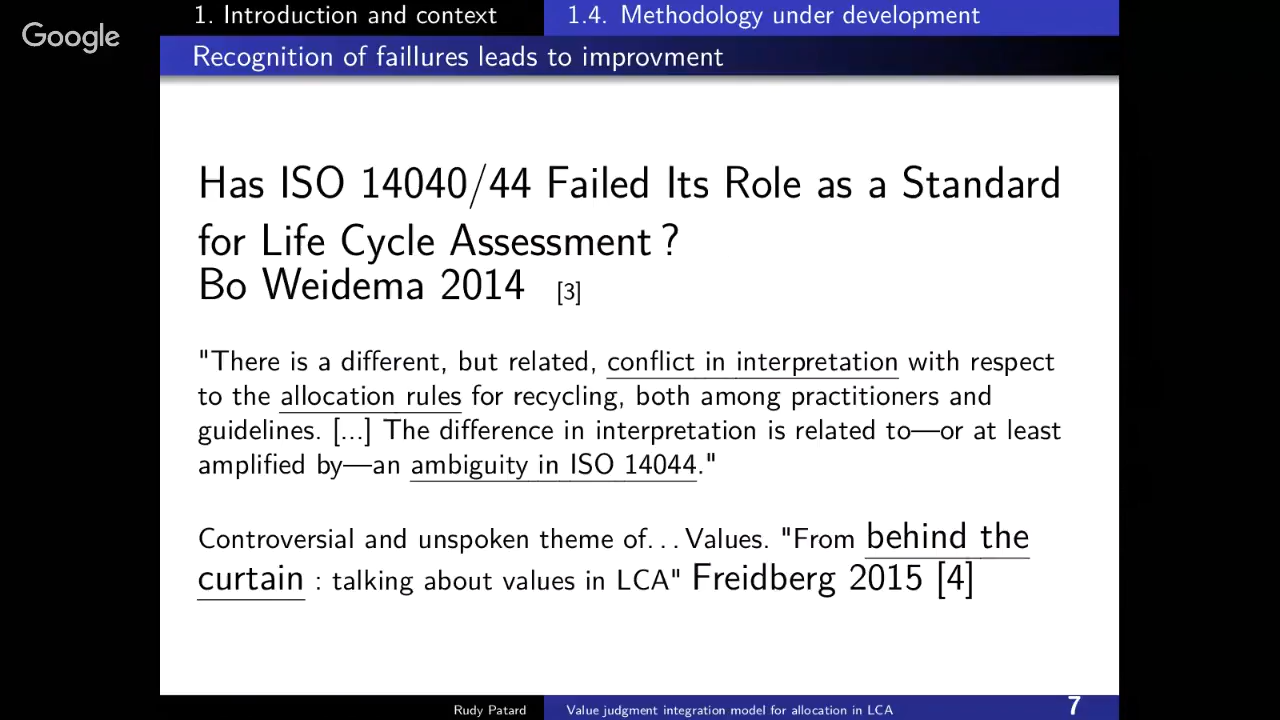 Google
1. Introduction and context
1.4. Methodology under development
Recognition of faillures leads to improvment
Has ISO 14040/44 Failed Its Role as a Standard
for Life Cycle Assessment ?
Bo Weidema 2014 [3]
"There is a different, but related, conflict in interpretation with respect
to the allocation rules for recycling, both among practitioners and
guidelines. [...] The difference in interpretation is related to—or at least
amplified by—an ambiguity in ISO 14044."
Controversial and unspoken theme of... Values. "From behind the
curtain : talking about values in LCA" Freidberg 2015 [4]
Rudy Patard
Value judgment integration model for allocation in LCA
7